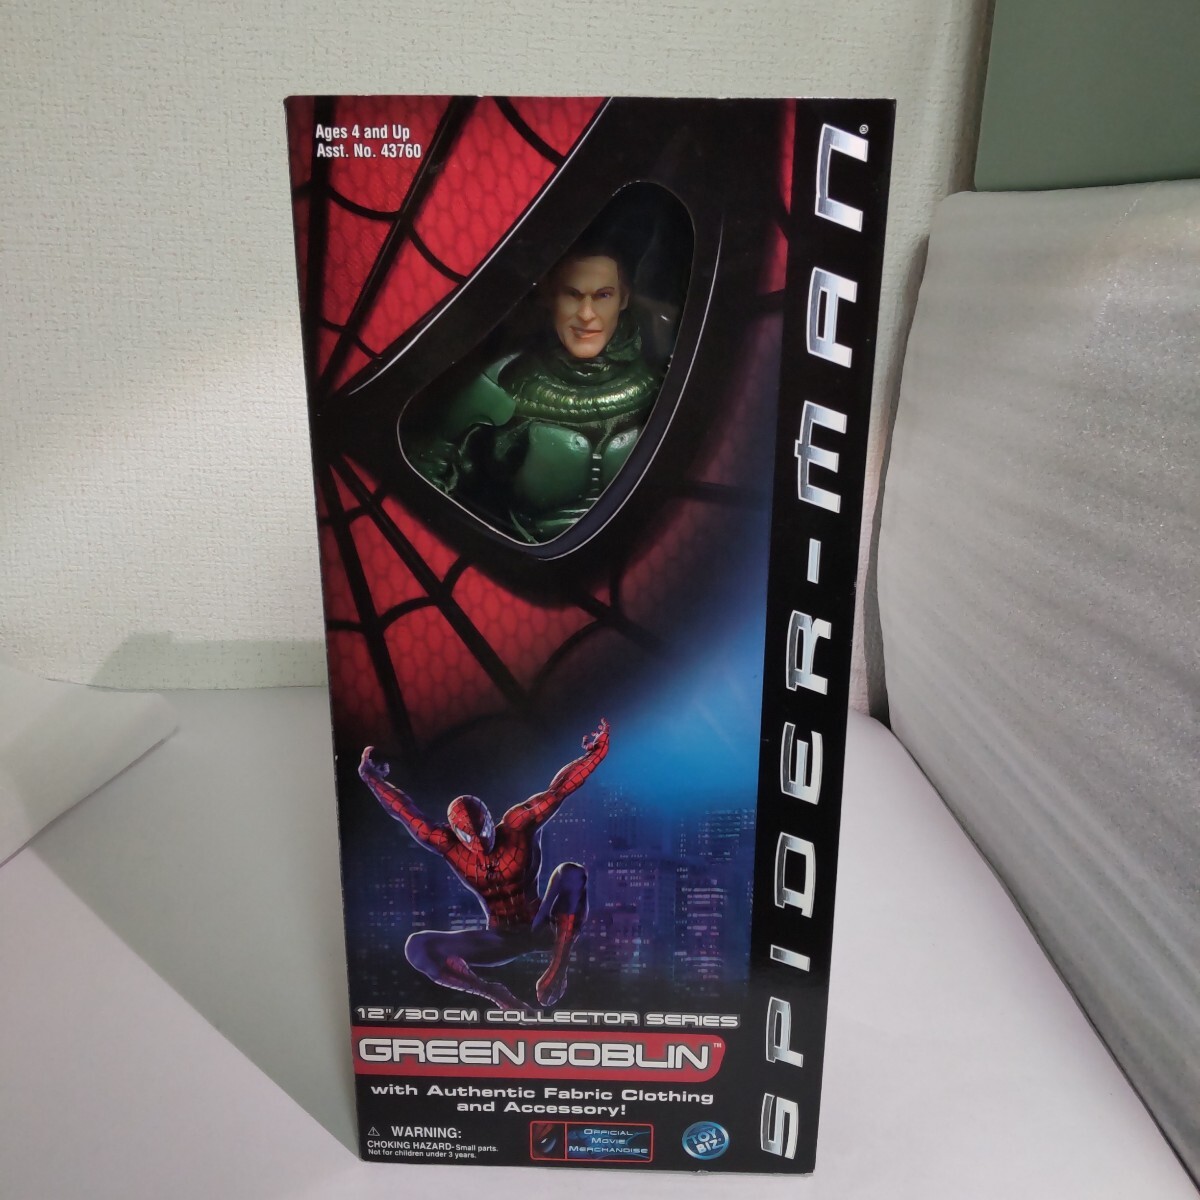 Ages 4 and Up
Asst. No. 43760
SPIDER-MAN®
12"/30 CM COLLECTOR SERIES
GREEN GOBLIN™
with Authentic Fabric Clothing
and Accessory!
⚠ WARNING:
CHOKING HAZARD-Small parts.
Not for children under 3 years.
OFFICIAL
MOVIE
MERCHANDISE
TOY
BIZ